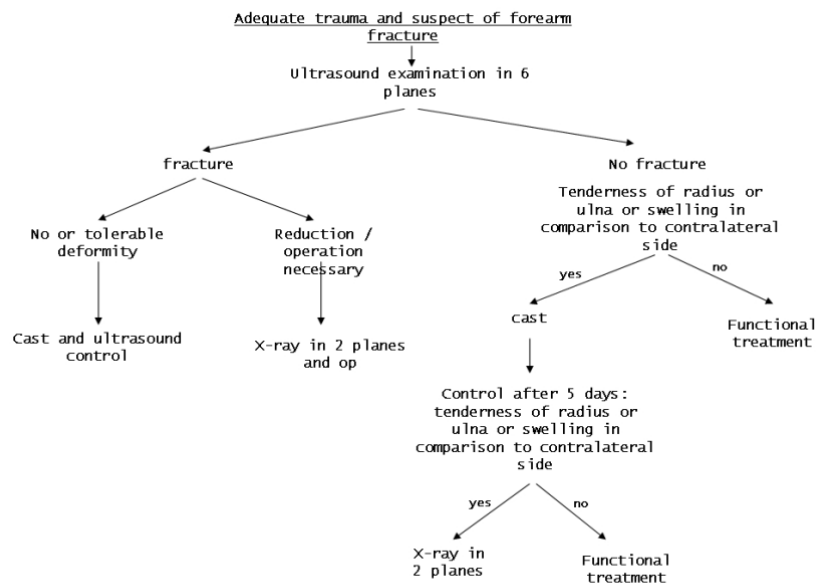 Adequate trauma and suspect of forearm
fracture
Ultrasound examination in 6
planes
fracture
No fracture
No or tolerable
deformity
Reduction /
operation
necessary
Tenderness of radius or
ulna or swelling in
comparison to contralateral
side
yes
no
Cast and ultrasound
control
X-ray in 2 planes
and op
cast
Functional
treatment
Control after 5 days:
tenderness of radius or
ulna or swelling in
comparison to contralateral
side
yes
no
X-ray in
2 planes
Functional
treatment